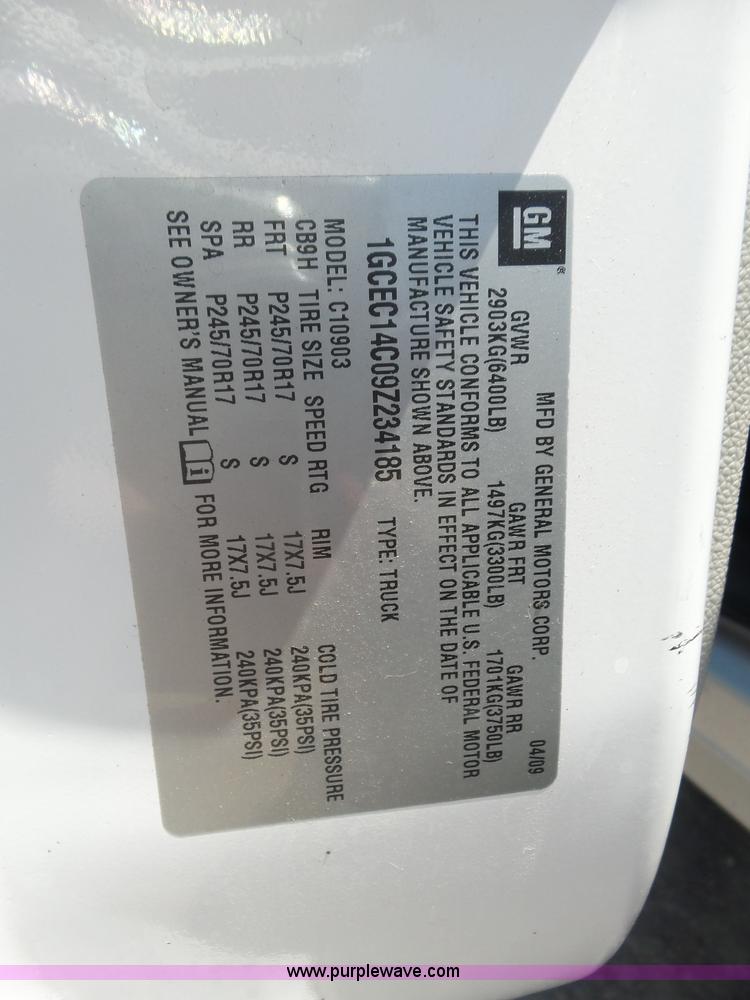 GM
MFD BY GENERAL MOTORS CORP. 04/09
GVWR GAWR FRT GAWR RR
2903KG(6400LB) 1497KG(3300LB) 1701KG(3750LB)
THIS VEHICLE CONFORMS TO ALL APPLICABLE U.S. FEDERAL MOTOR
VEHICLE SAFETY STANDARDS IN EFFECT ON THE DATE OF
MANUFACTURE SHOWN ABOVE.
1GCEC14C09Z234185 TYPE: TRUCK
MODEL: C10903
CB9H TIRE SIZE SPEED RTG RIM COLD TIRE PRESSURE
FRT P245/70R17 S 17X7.5J 240KPA(35PSI)
RR P245/70R17 S 17X7.5J 240KPA(35PSI)
SPA P245/70R17 S 17X7.5J 240KPA(35PSI)
SEE OWNER'S MANUAL i FOR MORE INFORMATION.
www.purplewave.com